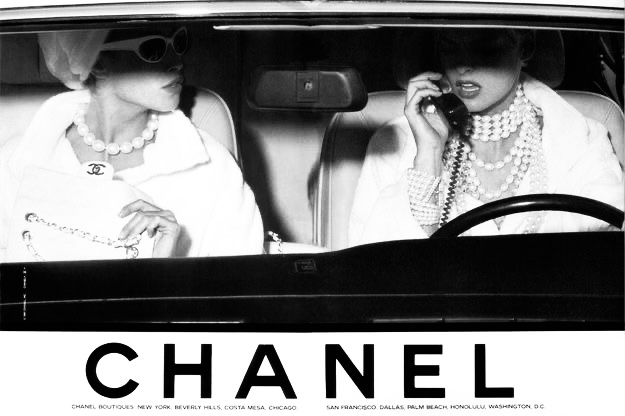 CHANEL
CHANEL BOUTIQUES: NEW YORK, BEVERLY HILLS, COSTA MESA, CHICAGO, SAN FRANCISCO, DALLAS, PALM BEACH, HONOLULU, WASHINGTON, D.C.